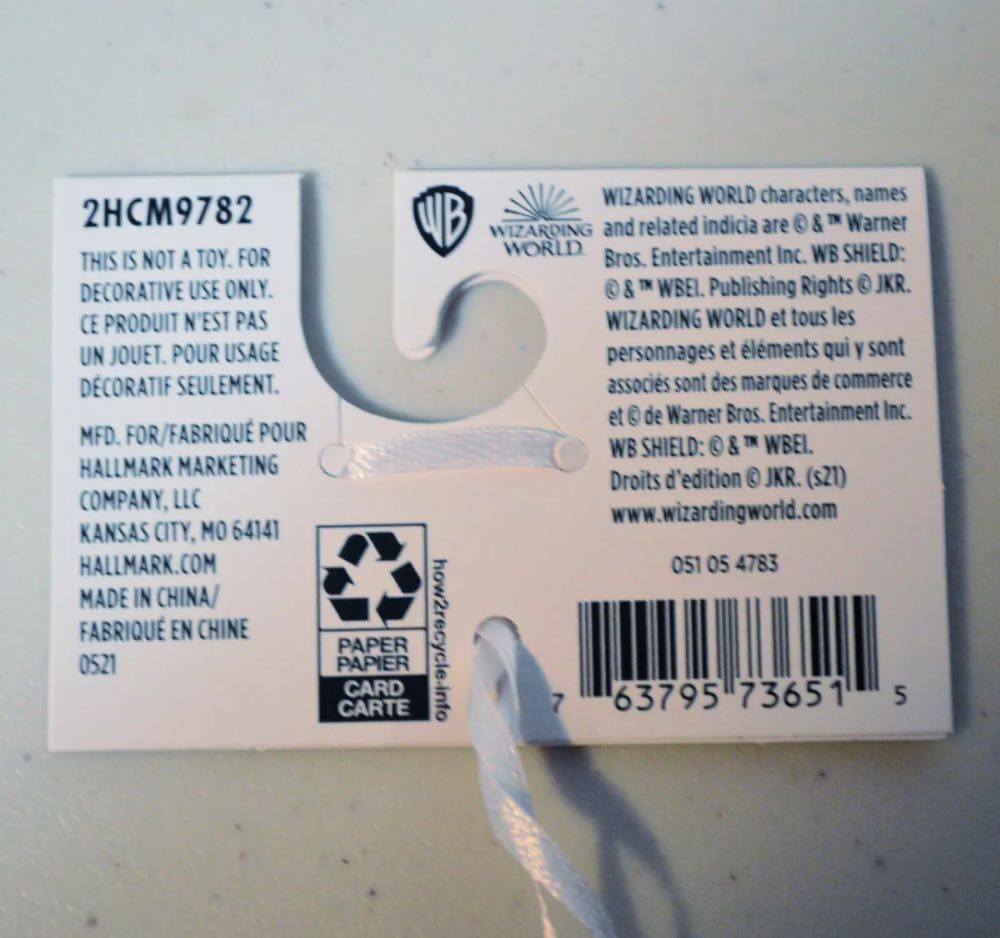 2HCM9782
THIS IS NOT A TOY. FOR
DECORATIVE USE ONLY.
CE PRODUIT N'EST PAS
UN JOUET. POUR USAGE
DÉCORATIF SEULEMENT.
MFD. FOR/FABRIQUÉ POUR
HALLMARK MARKETING
COMPANY, LLC
KANSAS CITY, MO 64141
HALLMARK.COM
MADE IN CHINA/
FABRIQUÉ EN CHINE
0521
PAPER
PAPIER
CARD
CARTE
how2recycle.info
WB
WIZARDING
WORLD
WIZARDING WORLD characters, names
and related indicia are © & ™ Warner
Bros. Entertainment Inc. WB SHIELD:
© & ™ WBEI. Publishing Rights © JKR.
WIZARDING WORLD et tous les
personnages et éléments qui y sont
associés sont des marques de commerce
et © de Warner Bros. Entertainment Inc.
WB SHIELD: © & ™ WBEI.
Droits d'edition © JKR. (s21)
www.wizardingworld.com
051 05 4783
7 63795 73651 5